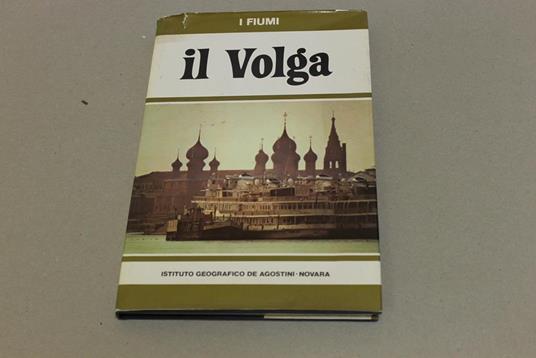 I FIUMI
il Volga
ISTITUTO GEOGRAFICO DE AGOSTINI · NOVARA